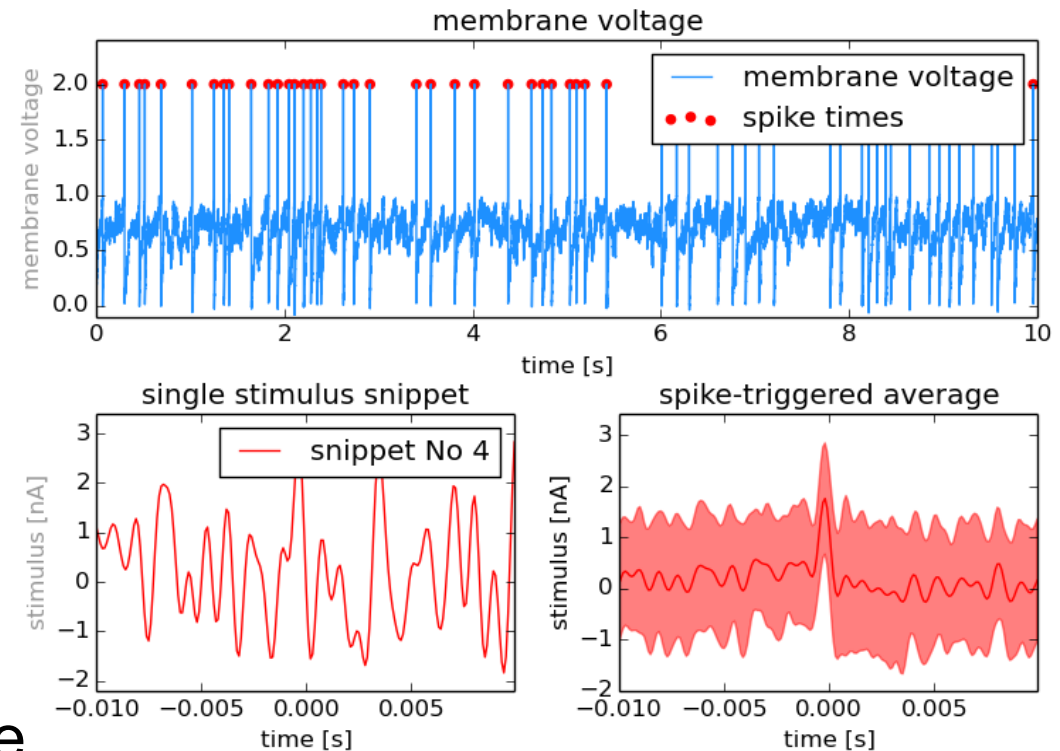 membrane voltage
membrane voltage
2.0
1.5
1.0
0.5
0.0
membrane voltage
spike times
0 2 4 6 8 10
time [s]
single stimulus snippet
stimulus [nA]
3
2
1
0
−1
−2
snippet No 4
−0.010 −0.005 0.000 0.005
time [s]
spike-triggered average
stimulus [nA]
3
2
1
0
−1
−2
−0.010 −0.005 0.000 0.005
time [s]